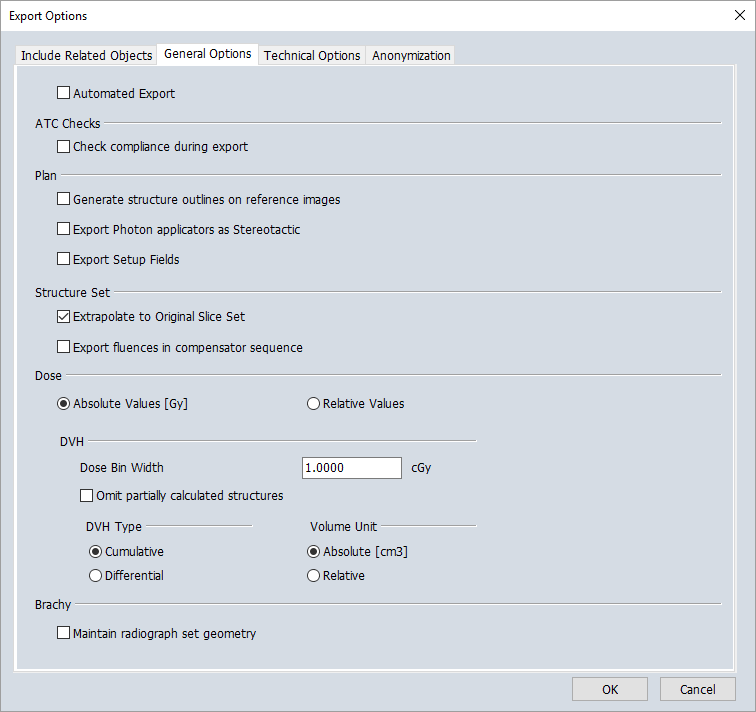 Export Options
Include Related Objects General Options Technical Options Anonymization
Automated Export
ATC Checks
Check compliance during export
Plan
Generate structure outlines on reference images
Export Photon applicators as Stereotactic
Export Setup Fields
Structure Set
Extrapolate to Original Slice Set
Export fluences in compensator sequence
Dose
Absolute Values [Gy] Relative Values
DVH
Dose Bin Width 1.0000 cGy
Omit partially calculated structures
DVH Type Volume Unit
Cumulative Absolute [cm3]
Differential Relative
Brachy
Maintain radiograph set geometry
OK Cancel